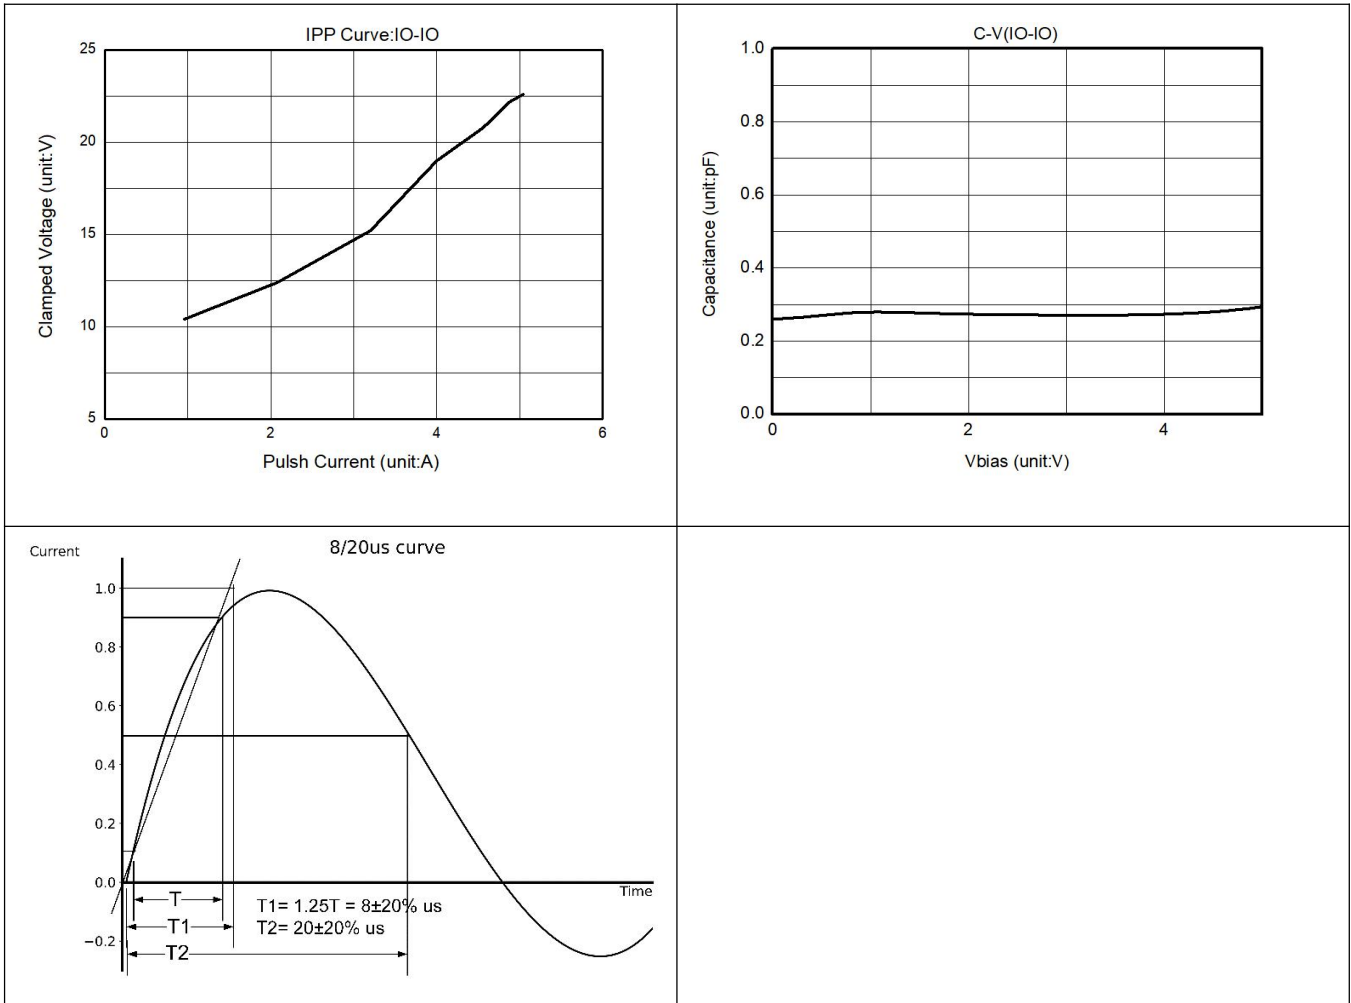 IPP Curve:IO-IO
25
20
15
10
5
0
2
4
6
Clamped Voltage (unit:V)
Pulsh Current (unit:A)
C-V(IO-IO)
1.0
0.8
0.6
0.4
0.2
0.0
0
2
4
Capacitance (unit:pF)
Vbias (unit:V)
8/20us curve
Current
1.0
0.8
0.6
0.4
0.2
0.0
−0.2
Time
T
T1
T2
T1= 1.25T = 8±20% us
T2= 20±20% us